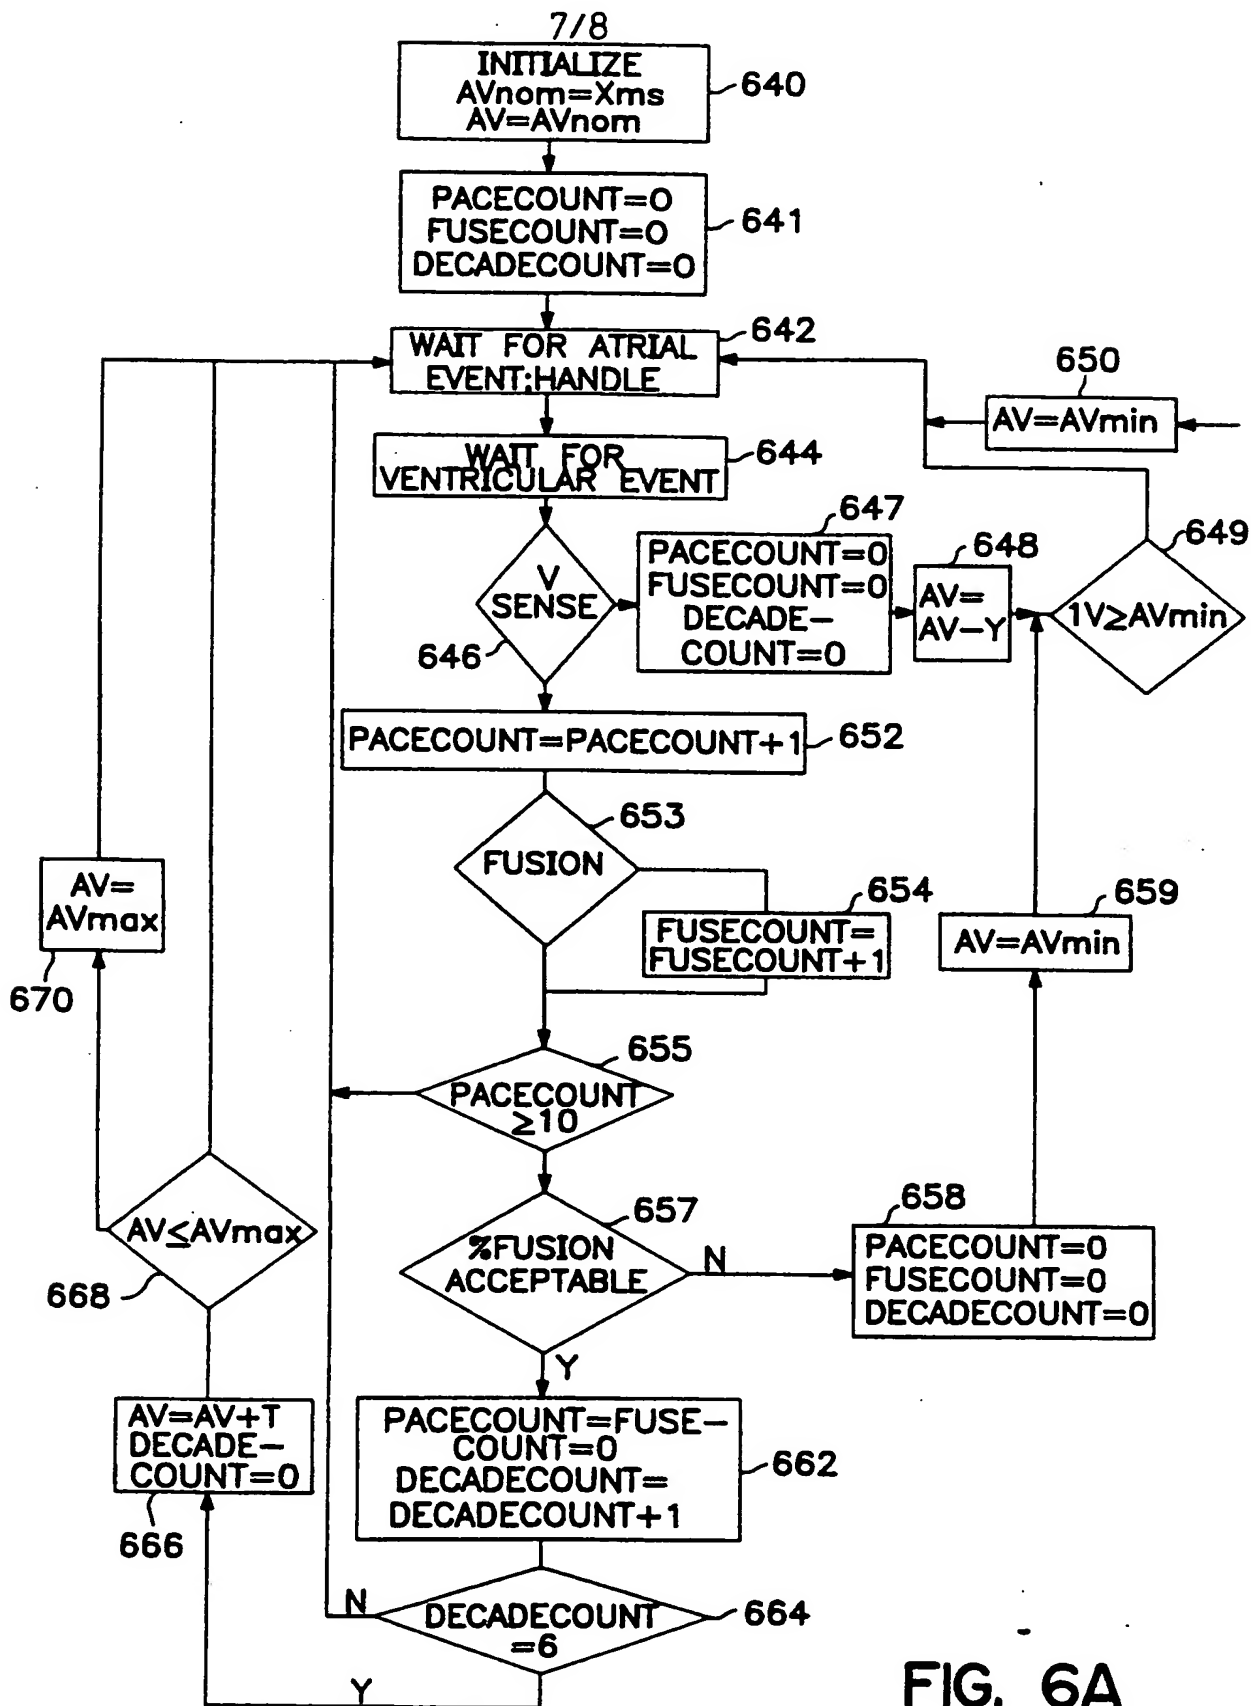 7/8
INITIALIZE
AVnom=Xms
AV=AVnom
640
PACECOUNT=0
FUSECOUNT=0
DECADECOUNT=0
641
WAIT FOR ATRIAL
EVENT:HANDLE
642
650
AV=AVmin
WAIT FOR
VENTRICULAR EVENT
644
V
SENSE
646
647
PACECOUNT=0
FUSECOUNT=0
DECADE-
COUNT=0
648
AV=
AV-Y
649
1V≥AVmin
PACECOUNT=PACECOUNT+1
652
653
FUSION
654
FUSECOUNT=
FUSECOUNT+1
659
AV=AVmin
AV=
AVmax
670
655
PACECOUNT
≥10
657
%FUSION
ACCEPTABLE
N
Y
658
PACECOUNT=0
FUSECOUNT=0
DECADECOUNT=0
AV≤AVmax
668
AV=AV+T
DECADE-
COUNT=0
666
PACECOUNT=FUSE-
COUNT=0
DECADECOUNT=
DECADECOUNT+1
662
N
DECADECOUNT
=6
664
Y
FIG. 6A